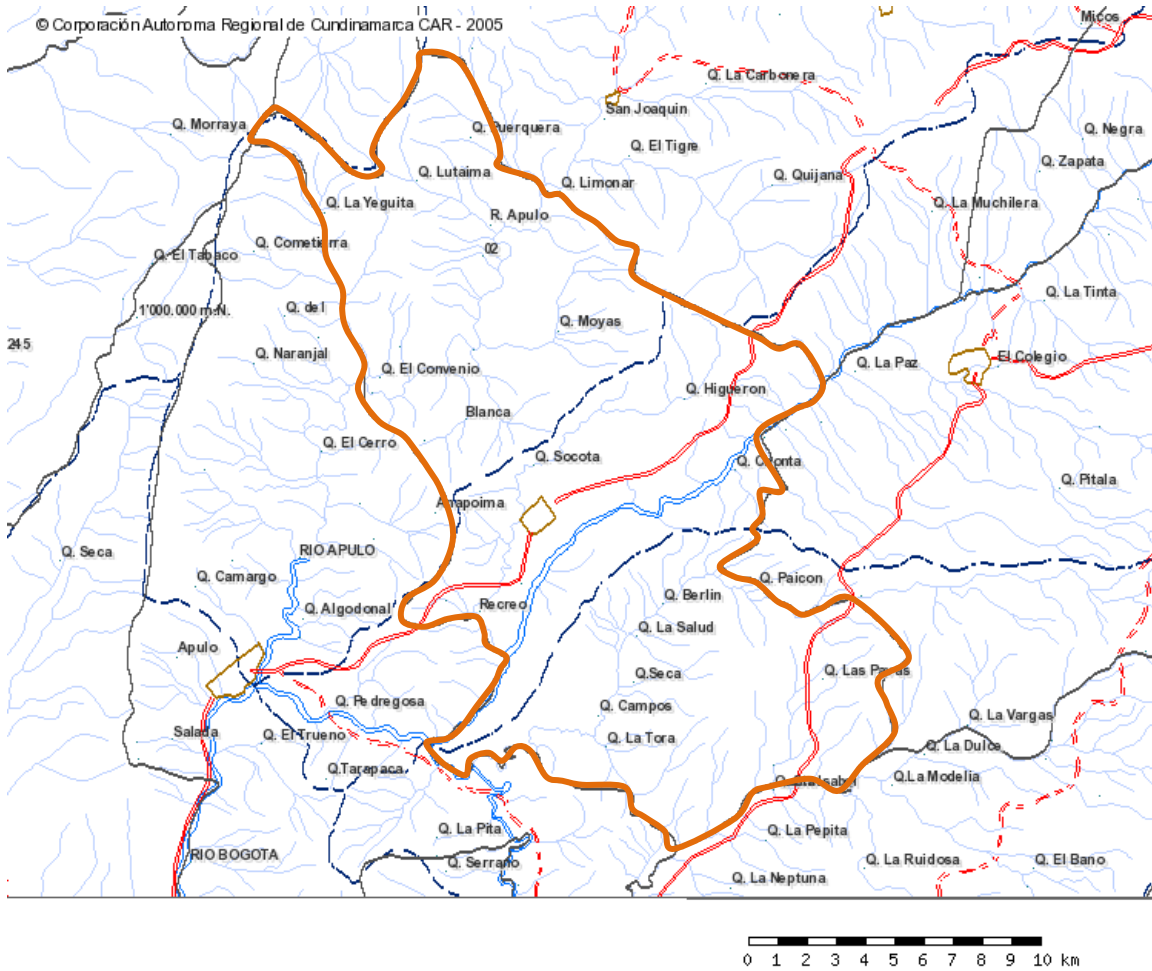 © Corporación Autonoma Regional de Cundinamarca CAR - 2005
Micos
Q. La Carbonera
San Joaquin
Q. Morraya
Q. Puerquera
Q. Negra
Q. El Tigre
Q. Zapata
Q. Lutaima
Q. Limonar
Q. Quijana
Q. La Yeguita
Q. La Muchilera
R. Apulo
Q. Cometierra
02
Q. El Tabaco
Q. La Tinta
Q. del
1'000.000 m.N.
Q. Moyas
245
Q. Naranjal
El Colegio
Q. La Paz
Q. El Convenio
Q. Higueron
Blanca
Q. El Cerro
Q. Socota
Q. Chonta
Q. Pitala
Anapoima
RIO APULO
Q. Seca
Q. Camargo
Q. Paicon
Q. Berlin
Recreo
Q. Algodonal
Q. La Salud
Apulo
Q.Seca
Q. Las Pavas
Q. Pedregosa
Q. Campos
Q. La Vargas
Salada
Q. El Trueno
Q. La Tora
Q. La Dulce
Q.Tarapaca
Q.La Modelia
Q. La Pita
Q. La Pepita
RIO BOGOTA
Q. Serrano
Q. La Ruidosa
Q. El Bano
Q. La Neptuna
0 1 2 3 4 5 6 7 8 9 10 km